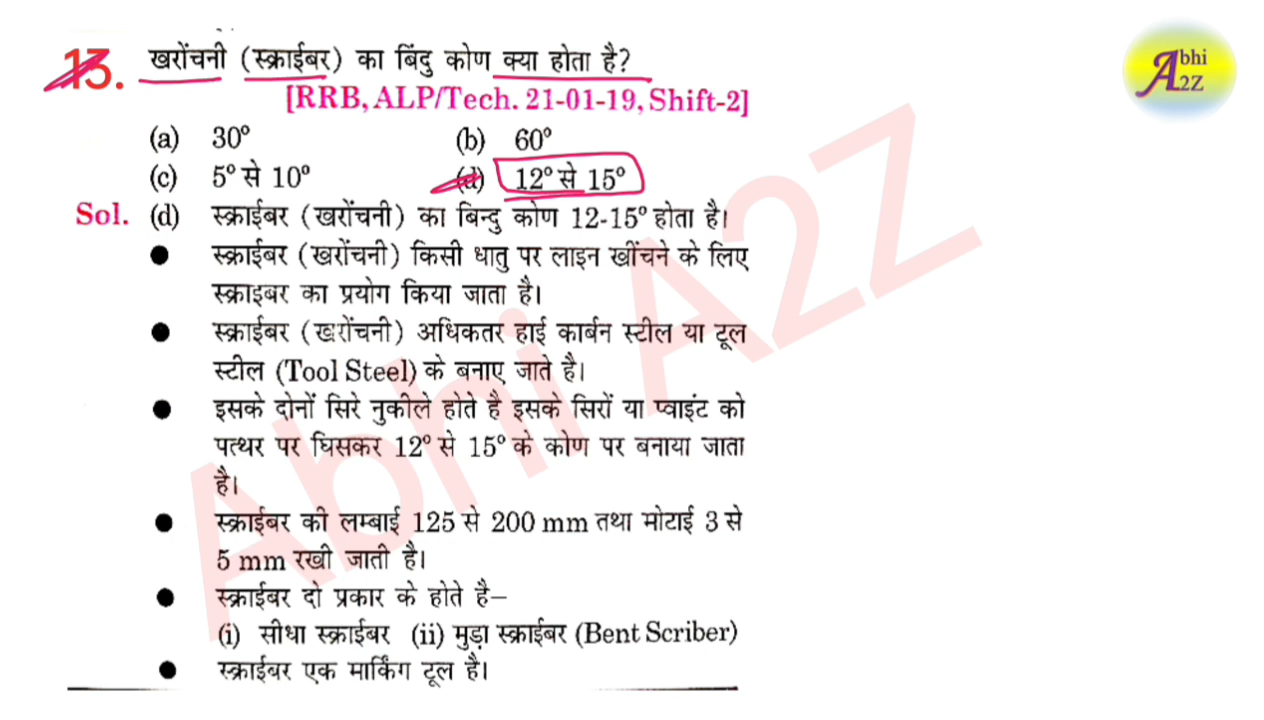 13. खरोंचनी (स्क्राईबर) का बिंदु कोण क्या होता है?
[RRB, ALP/Tech. 21-01-19, Shift-2]
(a) 30° (b) 60°
(c) 5° से 10° (d) 12° से 15°
Sol. (d) स्क्राईबर (खरोंचनी) का बिन्दु कोण 12-15° होता है।
● स्क्राईबर (खरोंचनी) किसी धातु पर लाइन खींचने के लिए
स्क्राइबर का प्रयोग किया जाता है।
● स्क्राईबर (खरोंचनी) अधिकतर हाई कार्बन स्टील या टूल
स्टील (Tool Steel) के बनाए जाते है।
● इसके दोनों सिरे नुकीले होते है इसके सिरों या प्वाइंट को
पत्थर पर घिसकर 12° से 15° के कोण पर बनाया जाता
है।
● स्क्राईबर की लम्बाई 125 से 200 mm तथा मोटाई 3 से
5 mm रखी जाती है।
● स्क्राईबर दो प्रकार के होते है–
(i) सीधा स्क्राईबर (ii) मुड़ा स्क्राईबर (Bent Scriber)
● स्क्राईबर एक मार्किंग टूल है।
Abhi A2Z
Abhi A2Z